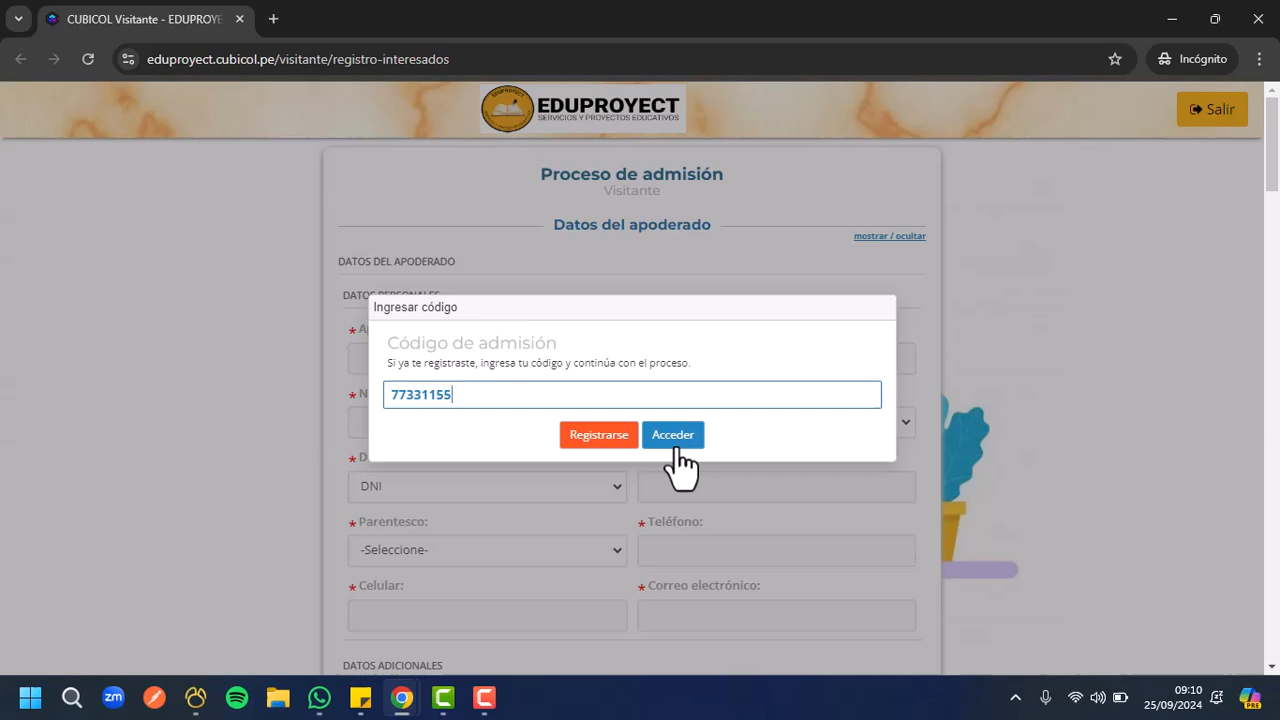 CUBICOL Visitante - EDUPROYE
eduproyect.cubicol.pe/visitante/registro-interesados
Incógnito
EDUPROYECT
SERVICIOS Y PROYECTOS EDUCATIVOS
Salir
Proceso de admisión
Visitante
Datos del apoderado
mostrar / ocultar
DATOS DEL APODERADO
DATOS PERSONALES
Ingresar código
Código de admisión
Si ya te registraste, ingresa tu código y continúa con el proceso.
77331155
Registrarse Acceder
DNI
* Parentesco: * Teléfono:
-Seleccione-
* Celular: * Correo electrónico:
DATOS ADICIONALES
zm
PRE
09:10
25/09/2024